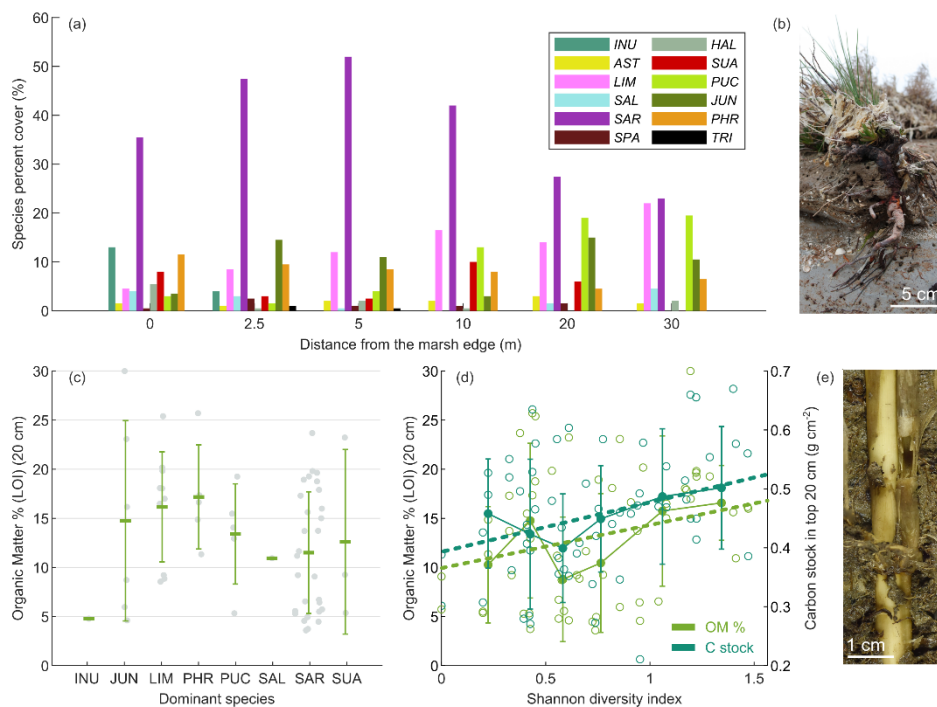 (a)
Species percent cover (%)
60
50
40
30
20
10
0
INU HAL
AST SUA
LIM PUC
SAL JUN
SAR PHR
SPA TRI
0 2.5 5 10 20 30
Distance from the marsh edge (m)
(b)
5 cm
(c)
Organic Matter % (LOI) (20 cm)
30
25
20
15
10
5
0
INU JUN LIM PHR PUC SAL SAR SUA
Dominant species
(d)
Organic Matter % (LOI) (20 cm)
30
25
20
15
10
5
0
OM %
C stock
0 0.5 1 1.5
Shannon diversity index
0.7
0.6
0.5
0.4
0.3
0.2
Carbon stock in top 20 cm (g cm⁻²)
(e)
1 cm